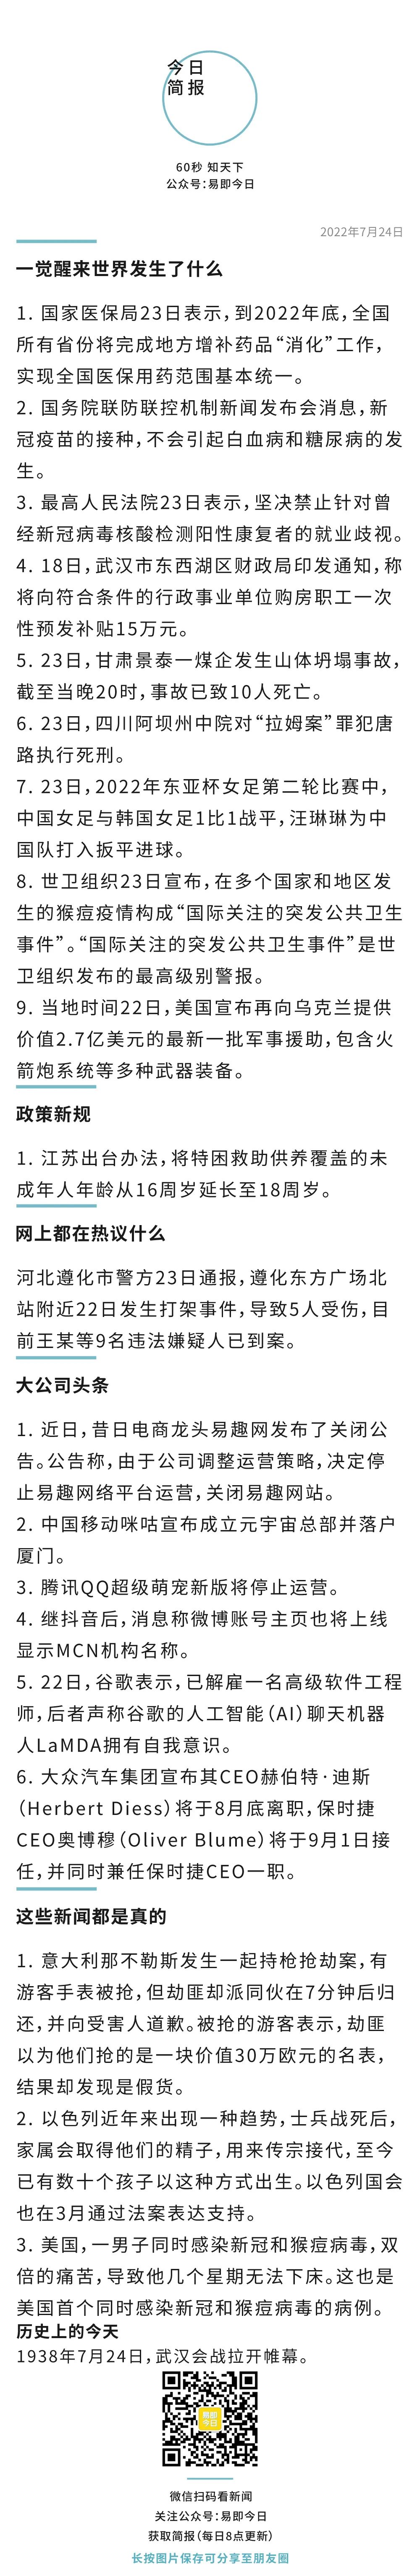 今日
简报
60秒 知天下
公众号：易即今日
2022年7月24日
一觉醒来世界发生了什么
1. 国家医保局23日表示，到2022年底，全国
所有省份将完成地方增补药品“消化”工作，
实现全国医保用药范围基本统一。
2. 国务院联防联控机制新闻发布会消息，新
冠疫苗的接种，不会引起白血病和糖尿病的发
生。
3. 最高人民法院23日表示，坚决禁止针对曾
经新冠病毒核酸检测阳性康复者的就业歧视。
4. 18日，武汉市东西湖区财政局印发通知，称
将向符合条件的行政事业单位购房职工一次
性预发补贴15万元。
5. 23日，甘肃景泰一煤企发生山体坍塌事故，
截至当晚20时，事故已致10人死亡。
6. 23日，四川阿坝州中院对“拉姆案”罪犯唐
路执行死刑。
7. 23日，2022年东亚杯女足第二轮比赛中，
中国女足与韩国女足1比1战平，汪琳琳为中
国队打入扳平进球。
8. 世卫组织23日宣布，在多个国家和地区发
生的猴痘疫情构成“国际关注的突发公共卫生
事件”。“国际关注的突发公共卫生事件”是世
卫组织发布的最高级别警报。
9. 当地时间22日，美国宣布再向乌克兰提供
价值2.7亿美元的最新一批军事援助，包含火
箭炮系统等多种武器装备。
政策新规
1. 江苏出台办法，将特困救助供养覆盖的未
成年人年龄从16周岁延长至18周岁。
网上都在热议什么
河北遵化市警方23日通报，遵化东方广场北
站附近22日发生打架事件，导致5人受伤，目
前王某等9名违法嫌疑人已到案。
大公司头条
1. 近日，昔日电商龙头易趣网发布了关闭公
告。公告称，由于公司调整运营策略，决定停
止易趣网络平台运营，关闭易趣网站。
2. 中国移动咪咕宣布成立元宇宙总部并落户
厦门。
3. 腾讯QQ超级萌宠新版将停止运营。
4. 继抖音后，消息称微博账号主页也将上线
显示MCN机构名称。
5. 22日，谷歌表示，已解雇一名高级软件工程
师，后者声称谷歌的人工智能（AI）聊天机器
人LaMDA拥有自我意识。
6. 大众汽车集团宣布其CEO赫伯特·迪斯
（Herbert Diess）将于8月底离职，保时捷
CEO奥博穆（Oliver Blume）将于9月1日接
任，并同时兼任保时捷CEO一职。
这些新闻都是真的
1. 意大利那不勒斯发生一起持枪抢劫案，有
游客手表被抢，但劫匪却派同伙在7分钟后归
还，并向受害人道歉。被抢的游客表示，劫匪
以为他们抢的是一块价值30万欧元的名表，
结果却发现是假货。
2. 以色列近年来出现一种趋势，士兵战死后，
家属会取得他们的精子，用来传宗接代，至今
已有数十个孩子以这种方式出生。以色列国会
也在3月通过法案表达支持。
3. 美国，一男子同时感染新冠和猴痘病毒，双
倍的痛苦，导致他几个星期无法下床。这也是
美国首个同时感染新冠和猴痘病毒的病例。
历史上的今天
1938年7月24日，武汉会战拉开帷幕。
易即
今日
微信扫码看新闻
关注公众号：易即今日
获取简报（每日8点更新）
长按图片保存可分享至朋友圈